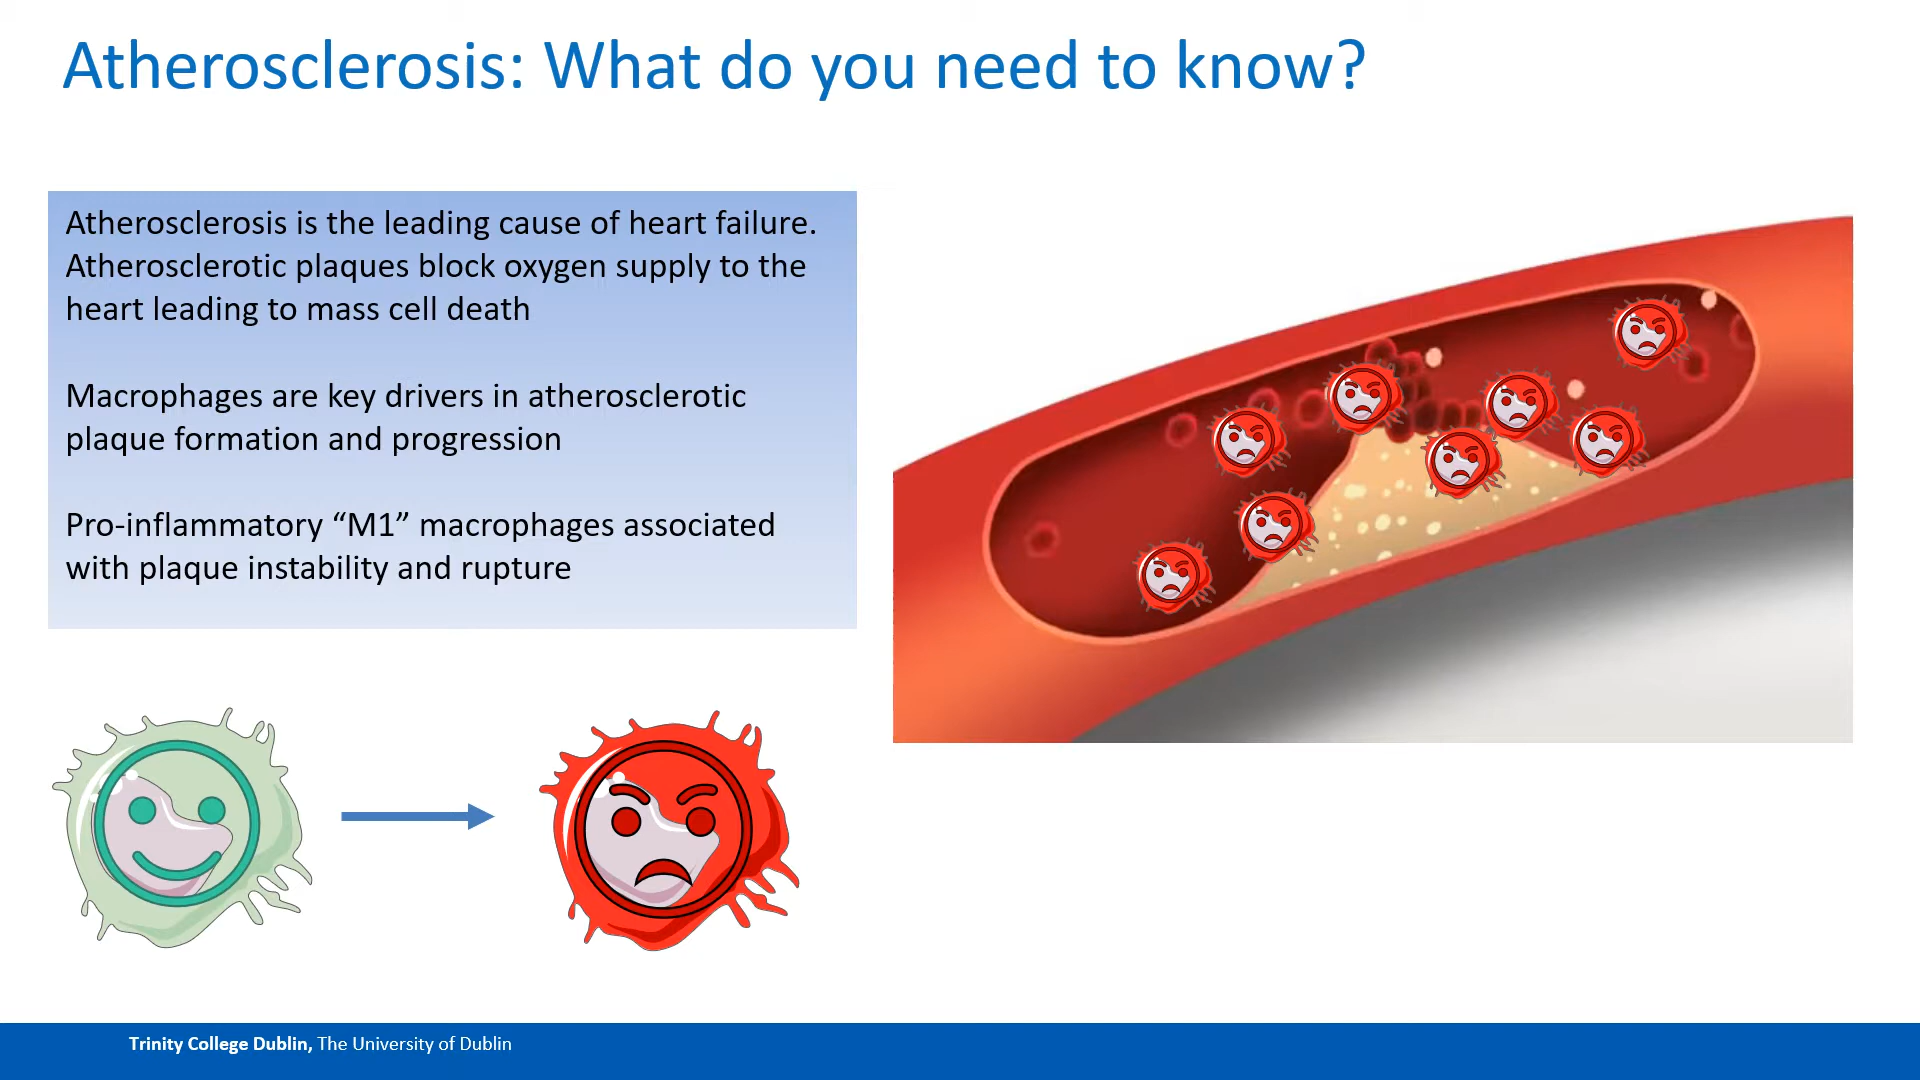 Atherosclerosis: What do you need to know?
Atherosclerosis is the leading cause of heart failure.
Atherosclerotic plaques block oxygen supply to the
heart leading to mass cell death
Macrophages are key drivers in atherosclerotic
plaque formation and progression
Pro-inflammatory “M1” macrophages associated
with plaque instability and rupture
Trinity College Dublin, The University of Dublin